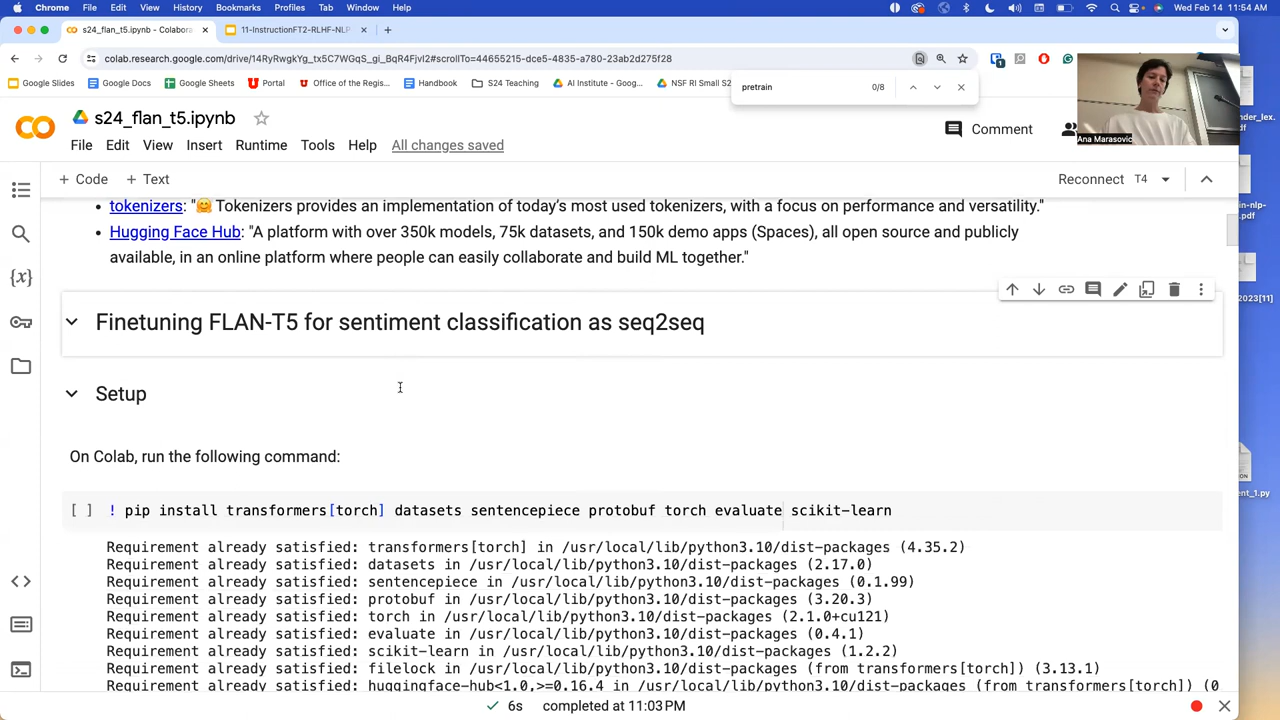 Chrome File Edit View History Bookmarks Profiles Tab Window Help Wed Feb 14 11:54 AM
s24_flan_t5.ipynb - Colabora
11-InstructionFT2-RLHF-NLP
colab.research.google.com/drive/14RyRwgkYa_tx5C7WGqS_gi_BqR4FjvI2#scrollTo=44655215-dce5-4835-a780-23ab2d275f28
Google Slides Google Docs Google Sheets Portal Office of the Regis... Handbook S24 Teaching AI Institute - Goog... NSF RI Small S2
pretrain 0/8
Ana Marasovic
s24_flan_t5.ipynb
Comment
File Edit View Insert Runtime Tools Help All changes saved
+ Code + Text
Reconnect T4
• tokenizers: "🤗 Tokenizers provides an implementation of today's most used tokenizers, with a focus on performance and versatility."
• Hugging Face Hub: "A platform with over 350k models, 75k datasets, and 150k demo apps (Spaces), all open source and publicly
available, in an online platform where people can easily collaborate and build ML together."
Finetuning FLAN-T5 for sentiment classification as seq2seq
Setup
On Colab, run the following command:
[ ] ! pip install transformers[torch] datasets sentencepiece protobuf torch evaluate scikit-learn
Requirement already satisfied: transformers[torch] in /usr/local/lib/python3.10/dist-packages (4.35.2)
Requirement already satisfied: datasets in /usr/local/lib/python3.10/dist-packages (2.17.0)
Requirement already satisfied: sentencepiece in /usr/local/lib/python3.10/dist-packages (0.1.99)
Requirement already satisfied: protobuf in /usr/local/lib/python3.10/dist-packages (3.20.3)
Requirement already satisfied: torch in /usr/local/lib/python3.10/dist-packages (2.1.0+cu121)
Requirement already satisfied: evaluate in /usr/local/lib/python3.10/dist-packages (0.4.1)
Requirement already satisfied: scikit-learn in /usr/local/lib/python3.10/dist-packages (1.2.2)
Requirement already satisfied: filelock in /usr/local/lib/python3.10/dist-packages (from transformers[torch]) (3.13.1)
Requirement already satisfied: huggingface-hub<1.0,>=0.16.4 in /usr/local/lib/python3.10/dist-packages (from transformers[torch]) (0
6s completed at 11:03PM